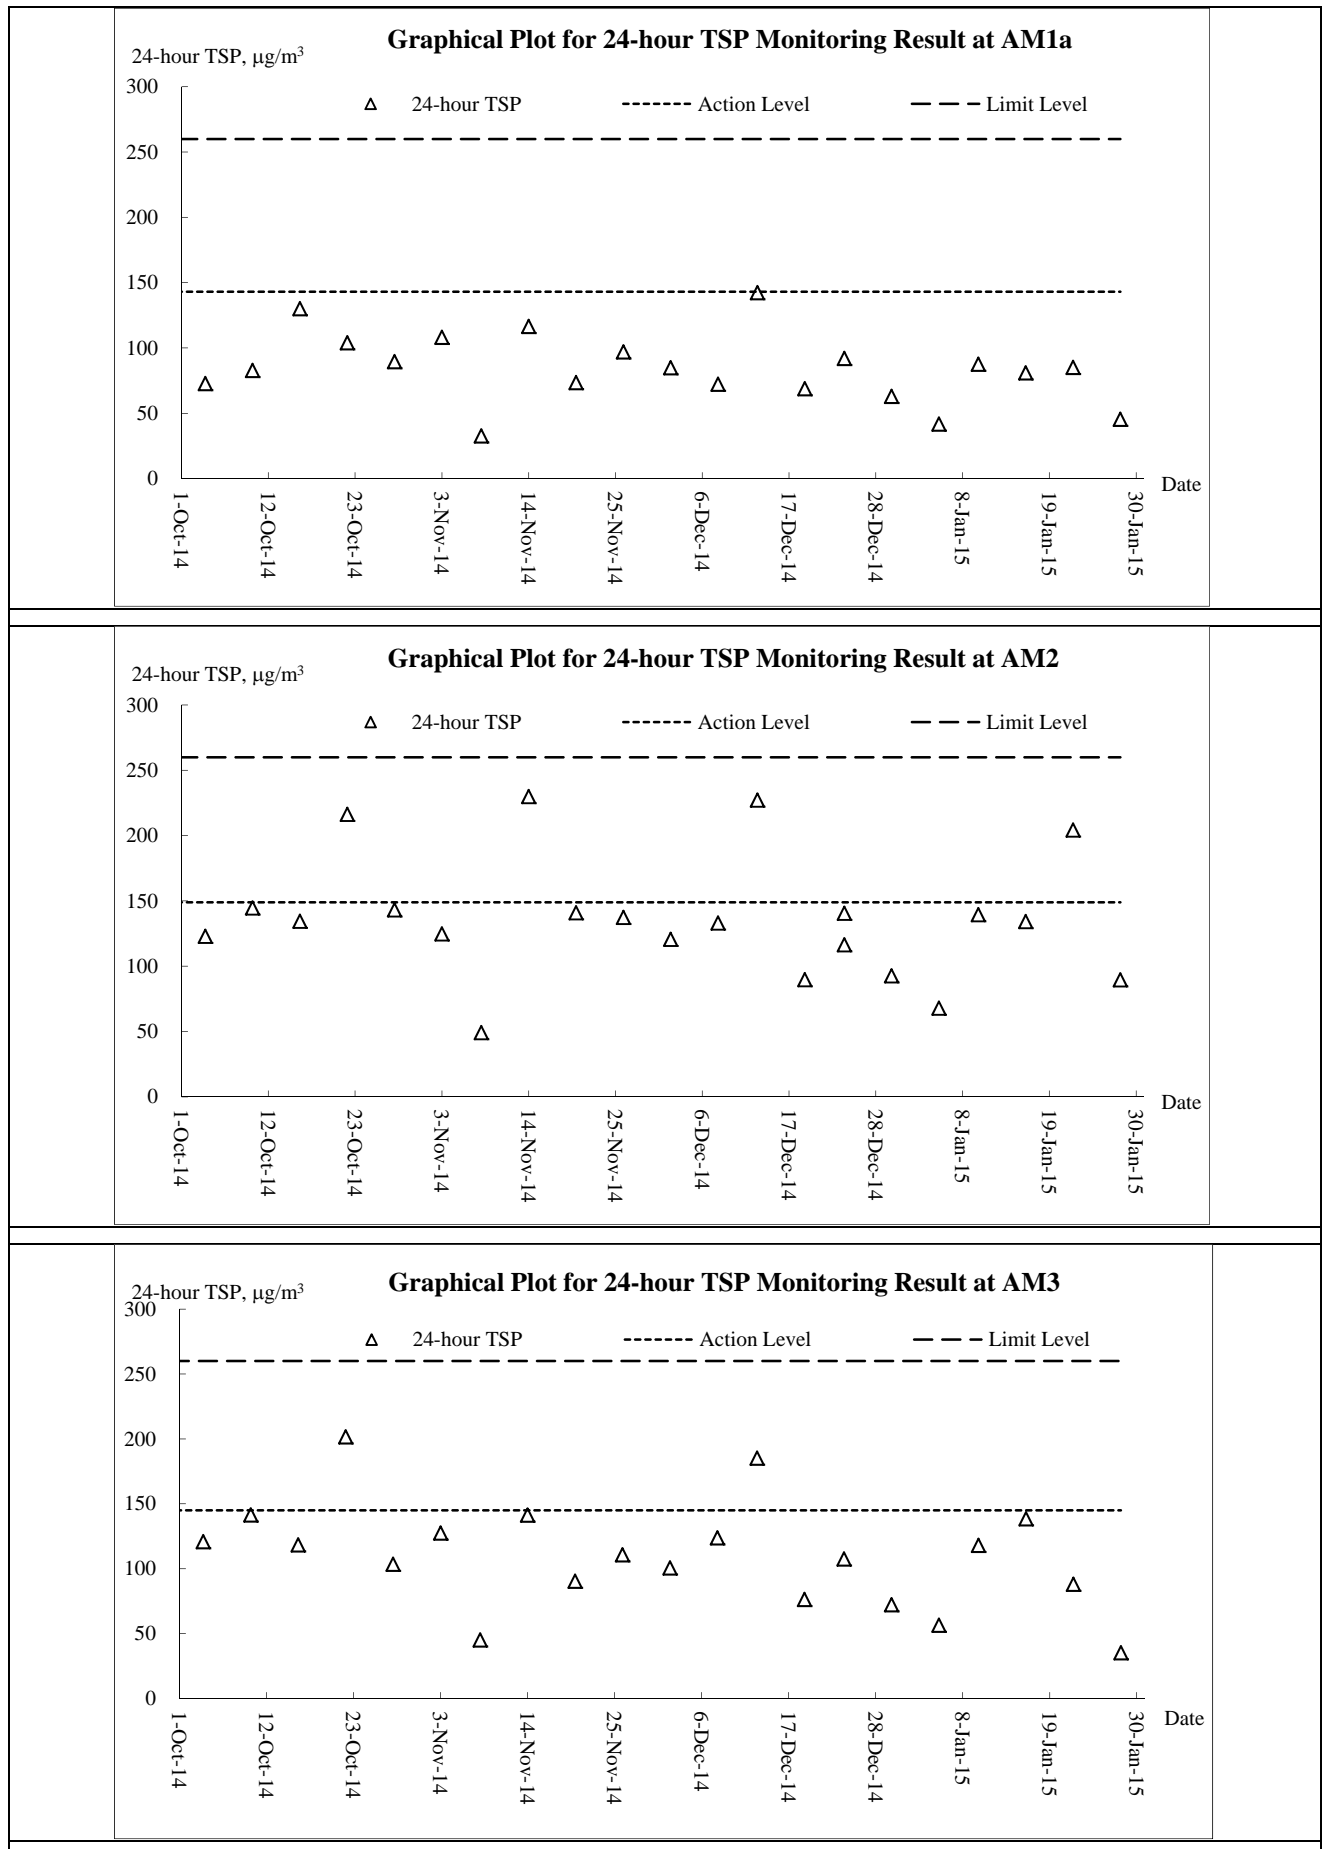 Graphical Plot for 24-hour TSP Monitoring Result at AM1a
24-hour TSP, μg/m³
300
24-hour TSP
Action Level
Limit Level
250
200
150
100
50
0
Date
1-Oct-14
12-Oct-14
23-Oct-14
3-Nov-14
14-Nov-14
25-Nov-14
6-Dec-14
17-Dec-14
28-Dec-14
8-Jan-15
19-Jan-15
30-Jan-15
Graphical Plot for 24-hour TSP Monitoring Result at AM2
24-hour TSP, μg/m³
300
24-hour TSP
Action Level
Limit Level
250
200
150
100
50
0
Date
1-Oct-14
12-Oct-14
23-Oct-14
3-Nov-14
14-Nov-14
25-Nov-14
6-Dec-14
17-Dec-14
28-Dec-14
8-Jan-15
19-Jan-15
30-Jan-15
Graphical Plot for 24-hour TSP Monitoring Result at AM3
24-hour TSP, μg/m³
300
24-hour TSP
Action Level
Limit Level
250
200
150
100
50
0
Date
1-Oct-14
12-Oct-14
23-Oct-14
3-Nov-14
14-Nov-14
25-Nov-14
6-Dec-14
17-Dec-14
28-Dec-14
8-Jan-15
19-Jan-15
30-Jan-15